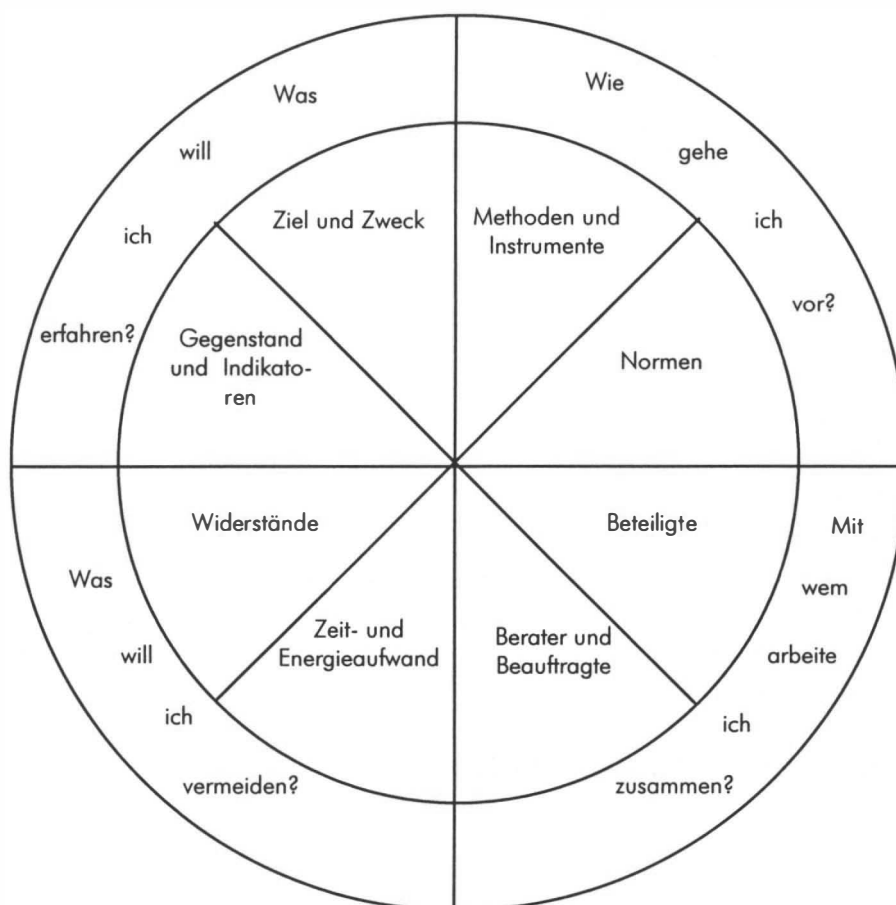 Was
will
ich
erfahren?
Wie
gehe
ich
vor?
Ziel und Zweck
Methoden und
Instrumente
Gegenstand
und Indikato-
ren
Normen
Widerstände
Beteiligte
Zeit- und
Energieaufwand
Berater und
Beauftragte
Was
will
ich
vermeiden?
Mit
wem
arbeite
ich
zusammen?